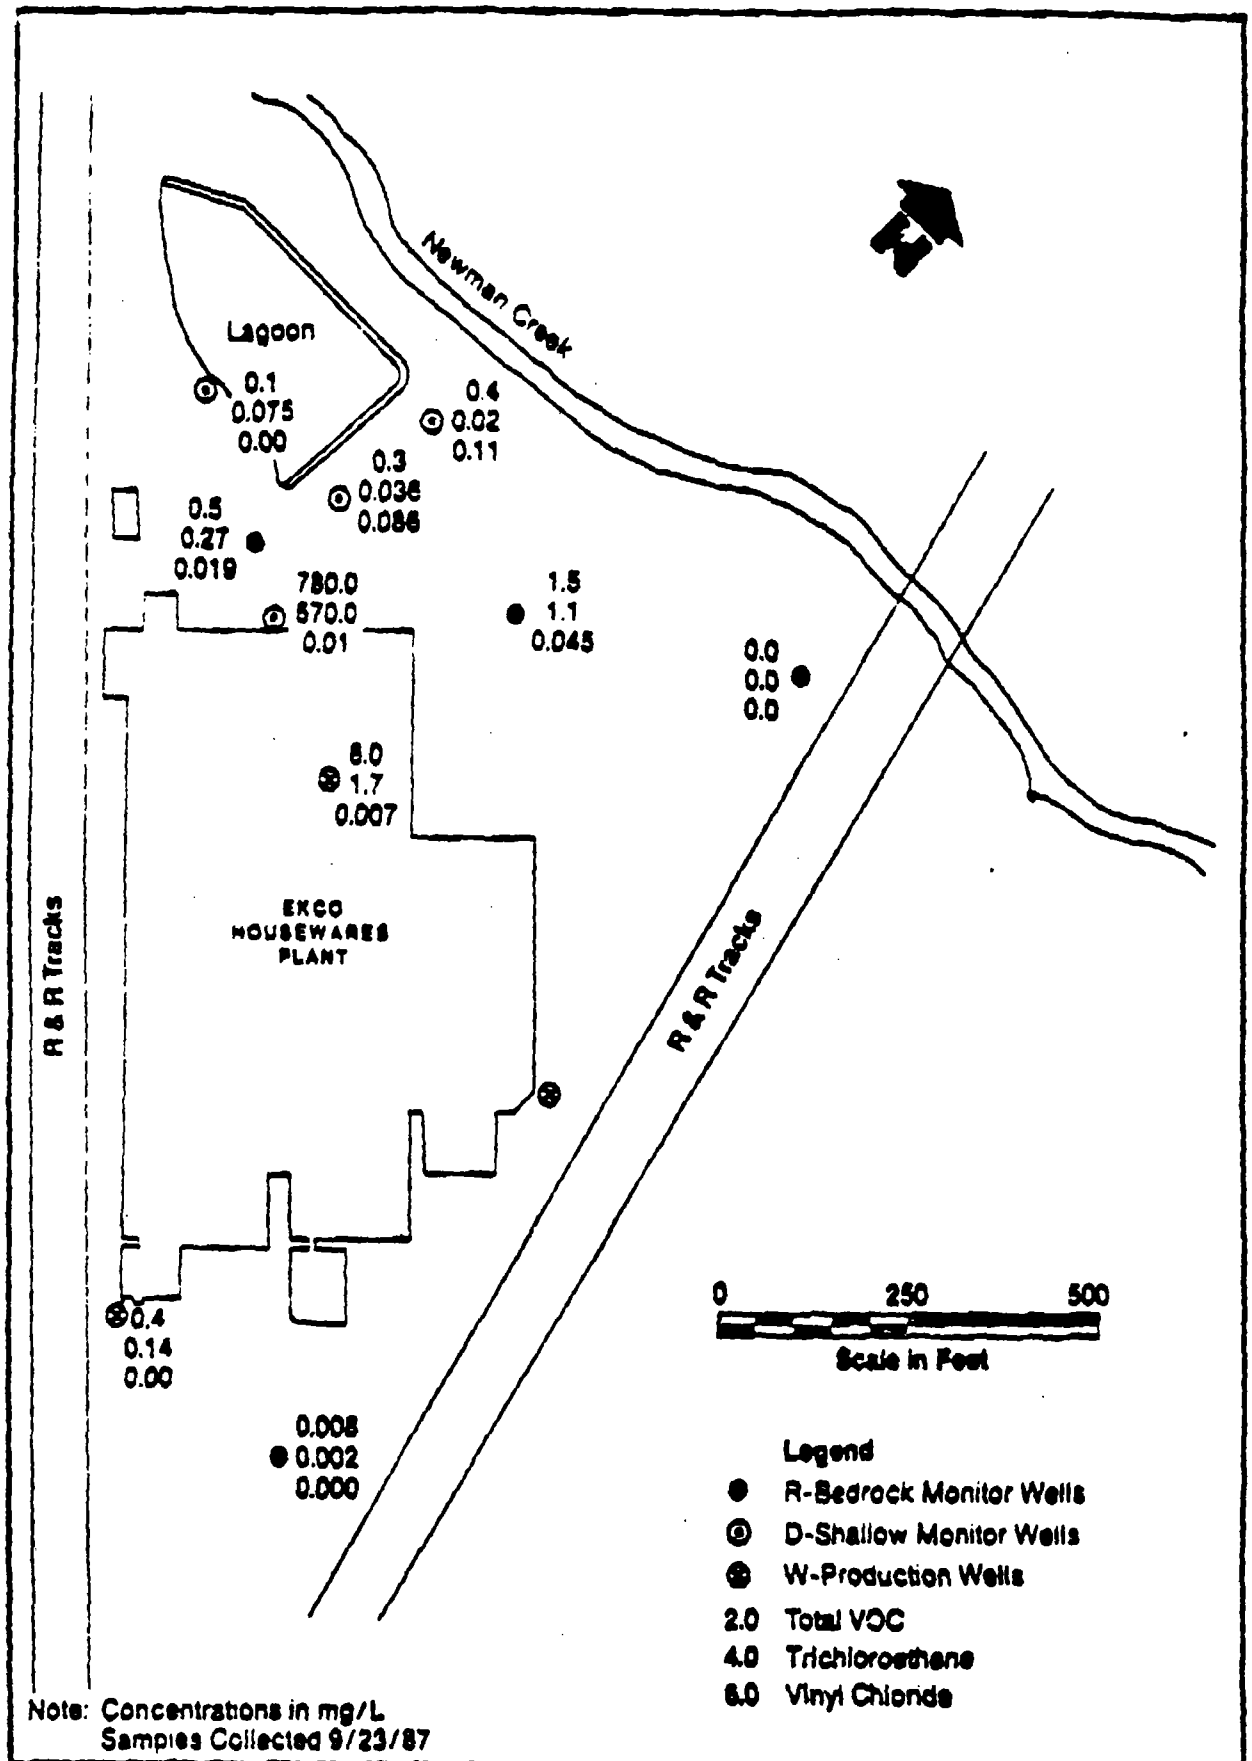 Newman Creek
Lagoon
0.1
0.075
0.00
0.4
0.02
0.11
0.3
0.036
0.086
0.5
0.27
0.019
780.0
570.0
0.01
1.5
1.1
0.045
0.0
0.0
0.0
1.7
0.007
EKCO
HOUSEWARES
PLANT
R & R Tracks
R & R Tracks
0.4
0.14
0.00
0.008
0.002
0.000
0 250 500
Scale in Feet
Legend
R-Bedrock Monitor Wells
D-Shallow Monitor Wells
W-Production Wells
2.0 Total VOC
4.0 Trichloroethene
6.0 Vinyl Chloride
Note: Concentrations in mg/L
Samples Collected 9/23/87